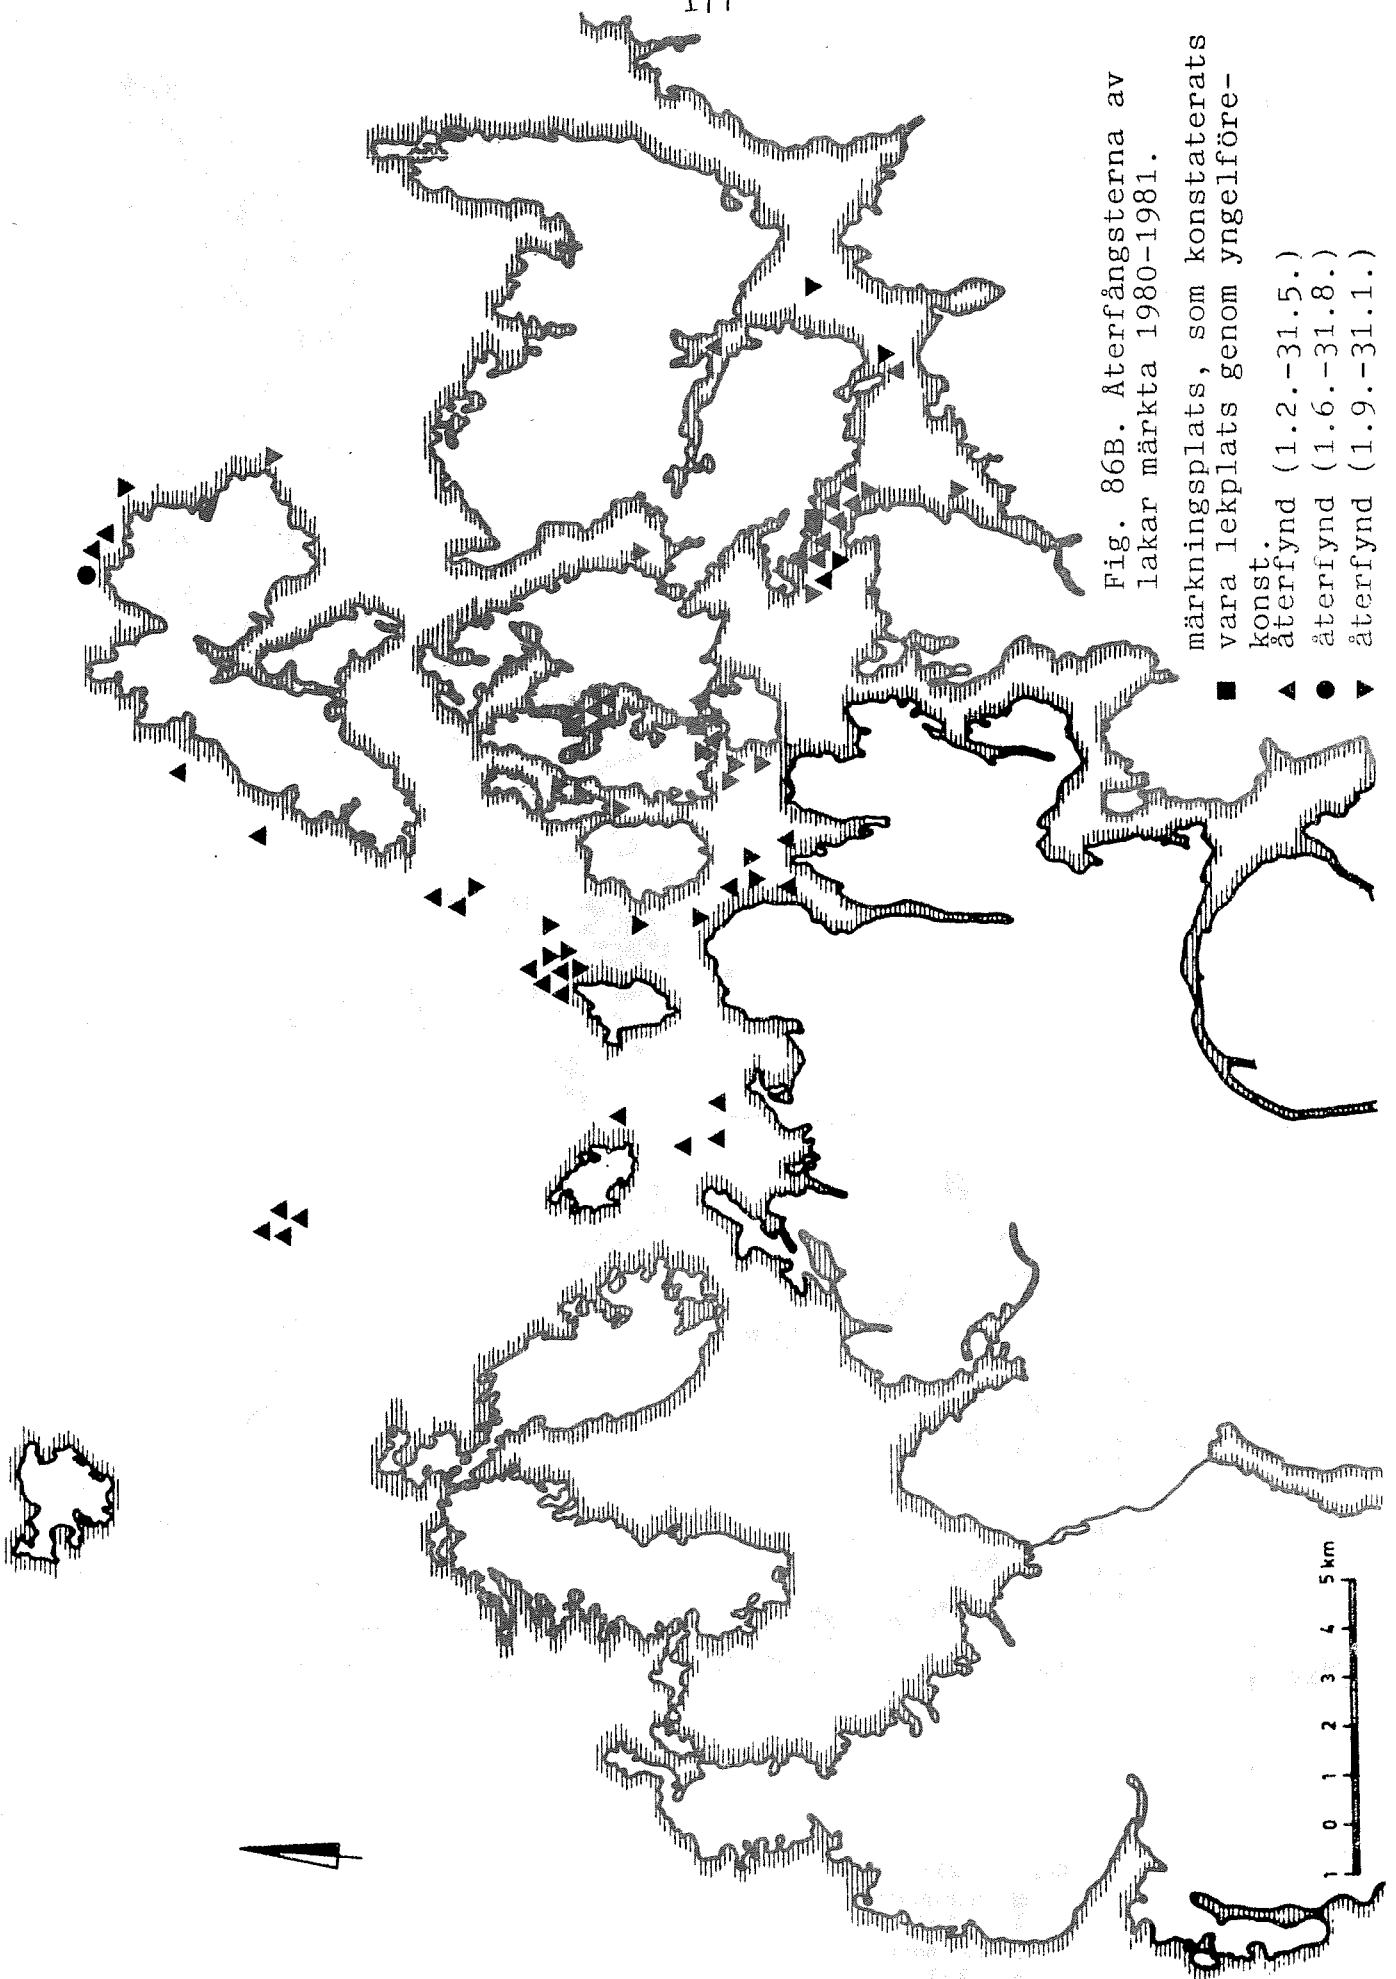 Fig. 86B. Återfångsterna av
lakar märkta 1980-1981.
märkningsplats, som konstaterats
■ vara lekplats genom yngelföre-
konst.
▲ återfynd (1.2.-31.5.)
● återfynd (1.6.-31.8.)
▼ återfynd (1.9.-31.1.)
1 0 1 2 3 4 5 km